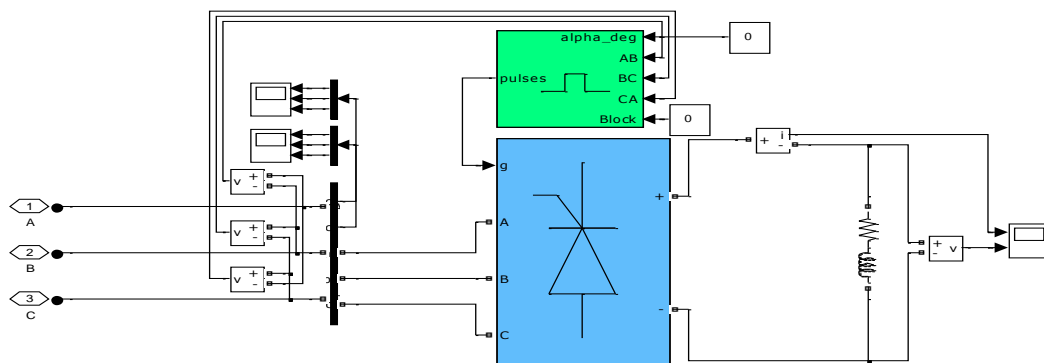 alpha_deg
0
AB
pulses
BC
CA
0
Block
i
+
-
g
v
+
-
+
1
A
A
v
+
-
+
-
v
2
B
B
v
+
-
3
C
-
C